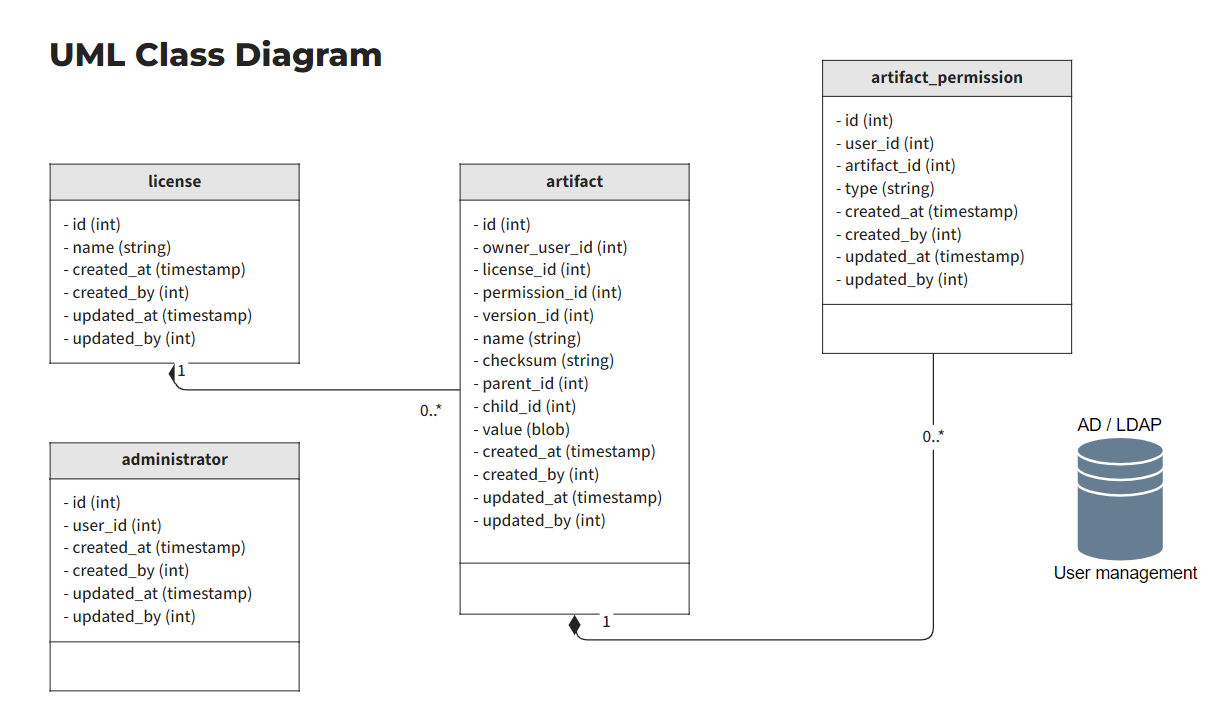 UML Class Diagram
license
- id (int)
- name (string)
- created_at (timestamp)
- created_by (int)
- updated_at (timestamp)
- updated_by (int)
1
0..*
administrator
- id (int)
- user_id (int)
- created_at (timestamp)
- created_by (int)
- updated_at (timestamp)
- updated_by (int)
artifact
- id (int)
- owner_user_id (int)
- license_id (int)
- permission_id (int)
- version_id (int)
- name (string)
- checksum (string)
- parent_id (int)
- child_id (int)
- value (blob)
- created_at (timestamp)
- created_by (int)
- updated_at (timestamp)
- updated_by (int)
1
artifact_permission
- id (int)
- user_id (int)
- artifact_id (int)
- type (string)
- created_at (timestamp)
- created_by (int)
- updated_at (timestamp)
- updated_by (int)
0..*
AD / LDAP
User management